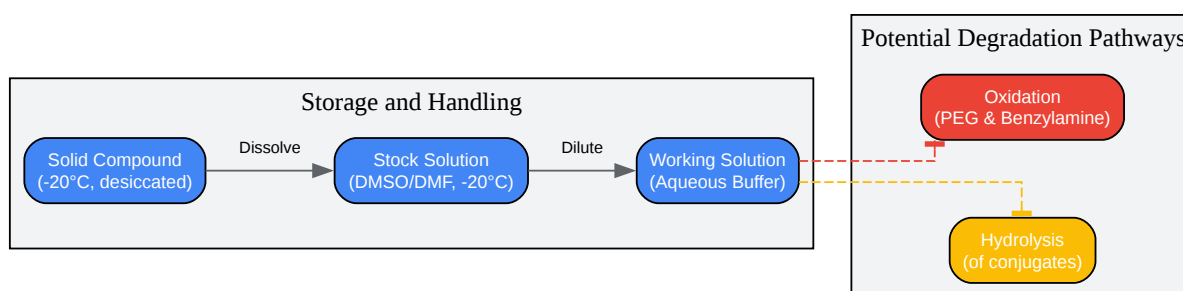 Potential Degradation Pathways
Storage and Handling
Oxidation
(PEG & Benzylamine)
Solid Compound
(-20°C, desiccated)
Dissolve
Stock Solution
(DMSO/DMF, -20°C)
Dilute
Working Solution
(Aqueous Buffer)
Hydrolysis
(of conjugates)